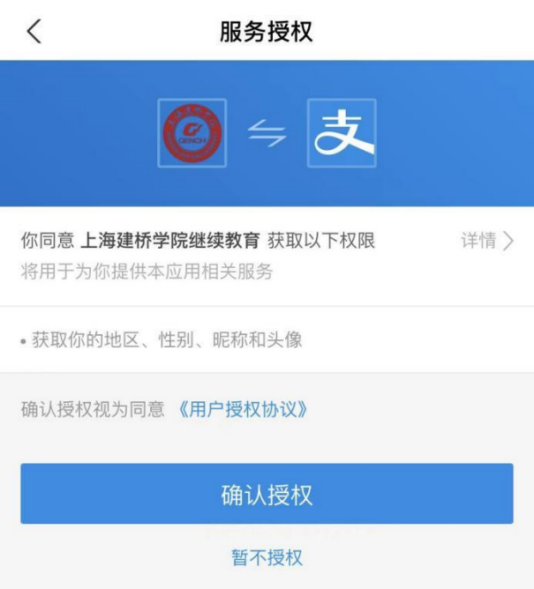 服务授权
GENCH
支
你同意 上海建桥学院继续教育 获取以下权限
详情
将用于为你提供本应用相关服务
• 获取你的地区、性别、昵称和头像
确认授权视为同意 《用户授权协议》
确认授权
暂不授权